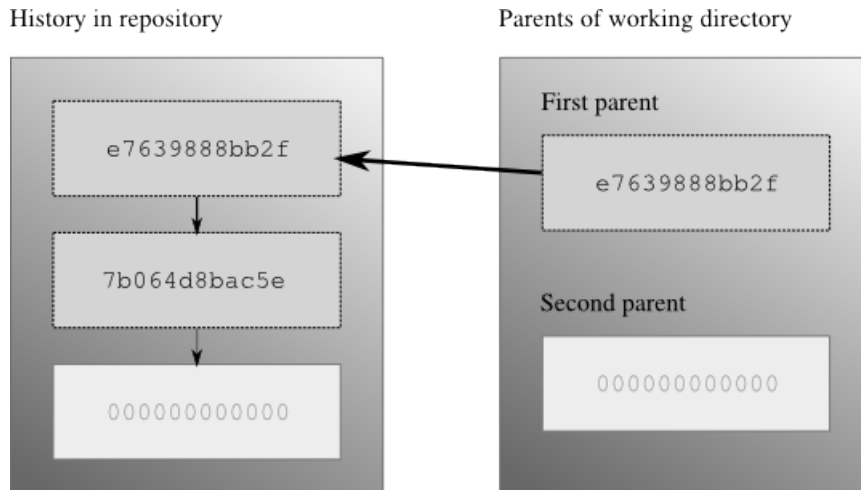 History in repository
e7639888bb2f
7b064d8bac5e
000000000000
Parents of working directory
First parent
e7639888bb2f
Second parent
000000000000